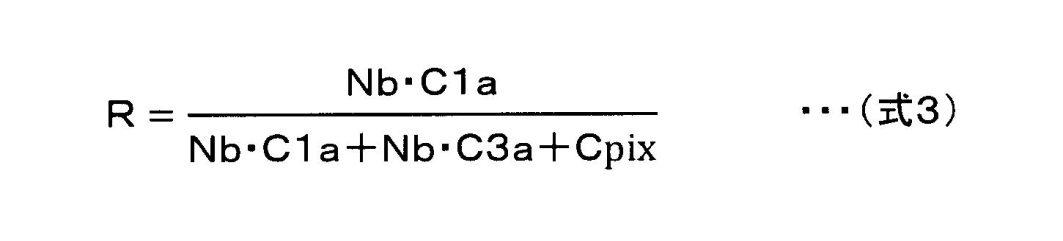 R = Nb·C1a / Nb·C1a+Nb·C3a+Cpix ···(式3)